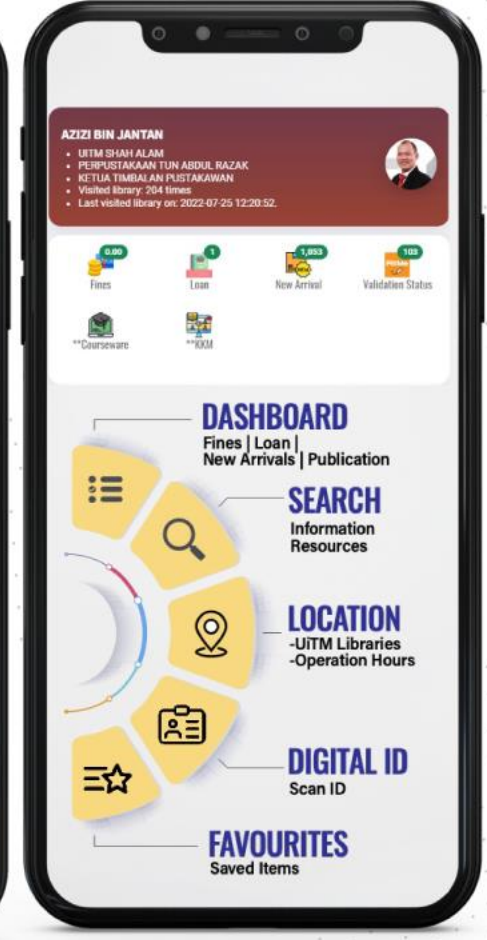 AZIZI BIN JANTAN
• UITM SHAH ALAM
• PERPUSTAKAAN TUN ABDUL RAZAK
• KETUA TIMBALAN PUSTAKAWAN
• Visited library: 204 times
• Last visited library on: 2022-07-25 12:20:52.
0.00
1
1,853
103
Fines
Loan
New Arrival
Validation Status
**Courseware
**KKM
DASHBOARD
Fines | Loan |
New Arrivals | Publication
SEARCH
Information
Resources
LOCATION
-UiTM Libraries
-Operation Hours
DIGITAL ID
Scan ID
FAVOURITES
Saved Items